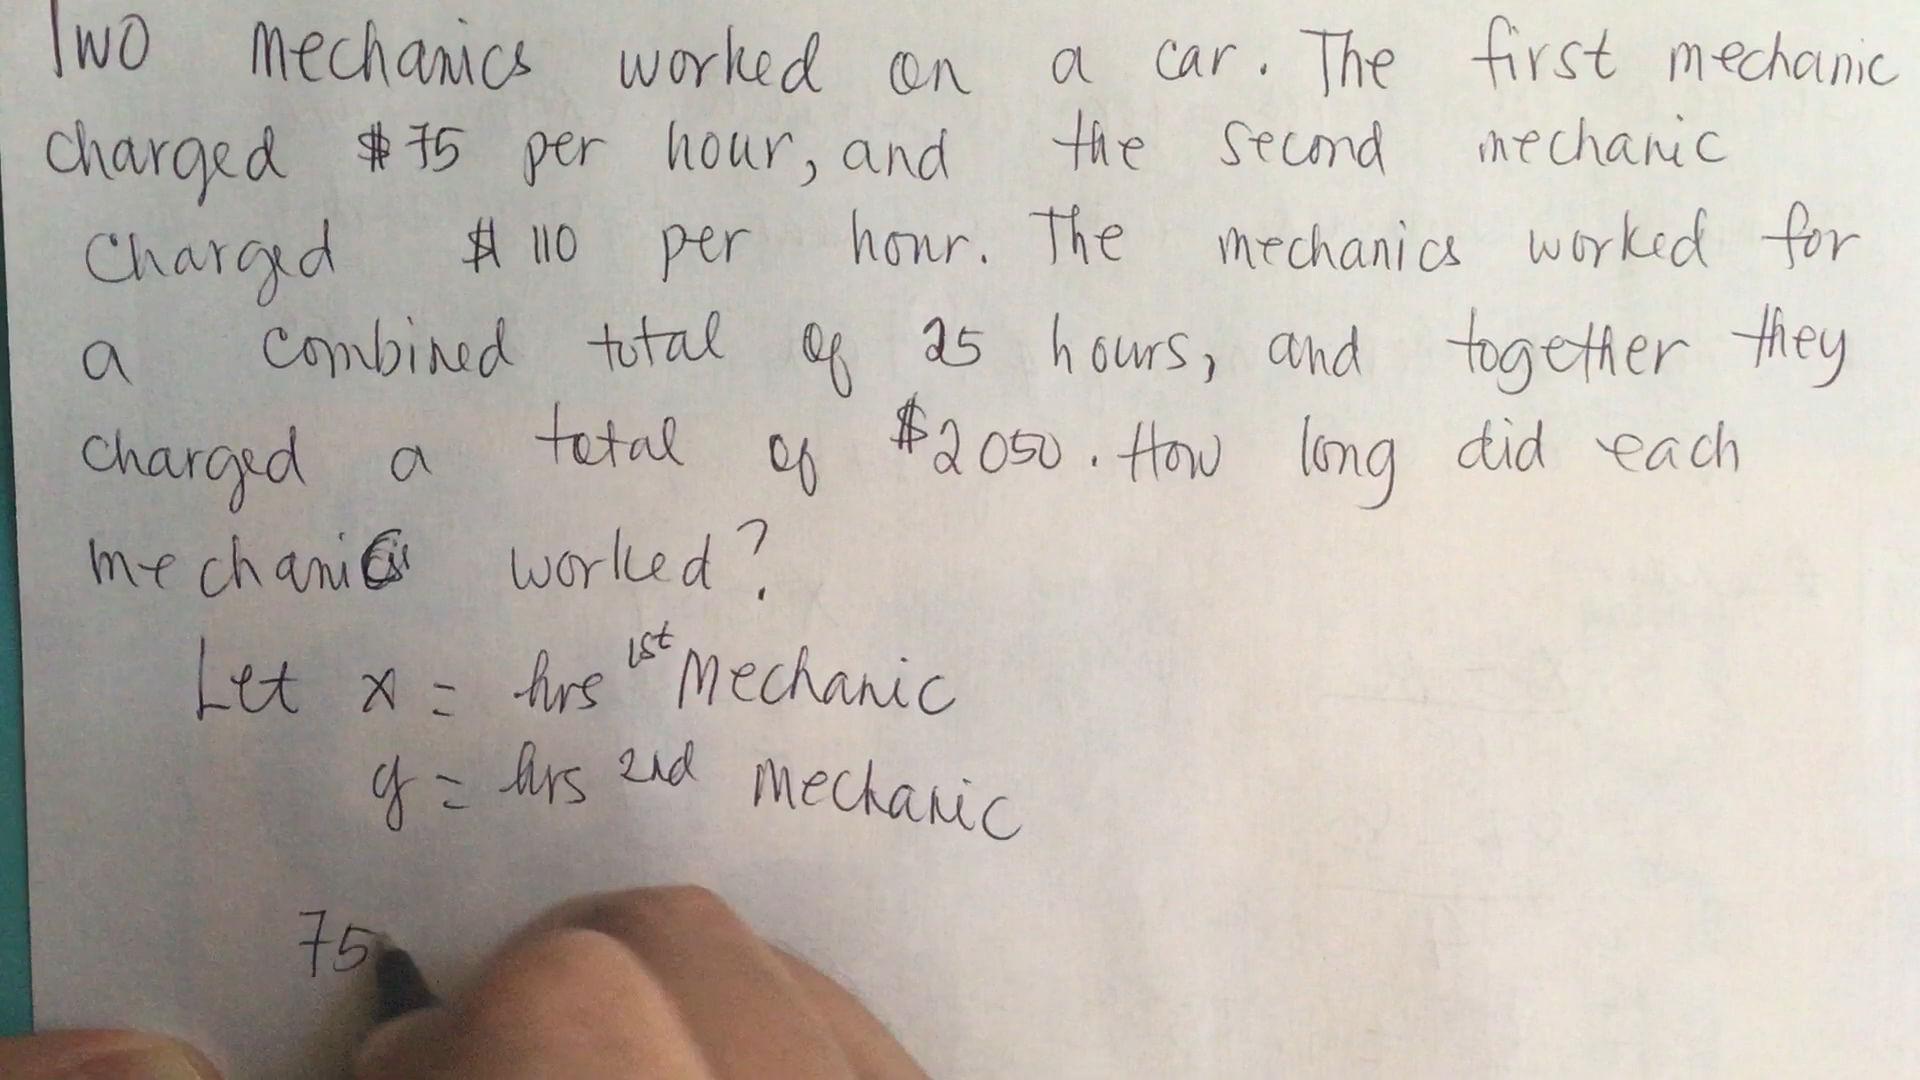 Two mechanics worked on a car. The first mechanic
charged $75 per hour, and the second mechanic
charged $110 per hour. The mechanics worked for
a combined total of 25 hours, and together they
charged a total of $2050. How long did each
mechanic worked?
Let x = hrs 1st Mechanic
y = hrs 2nd Mechanic
75